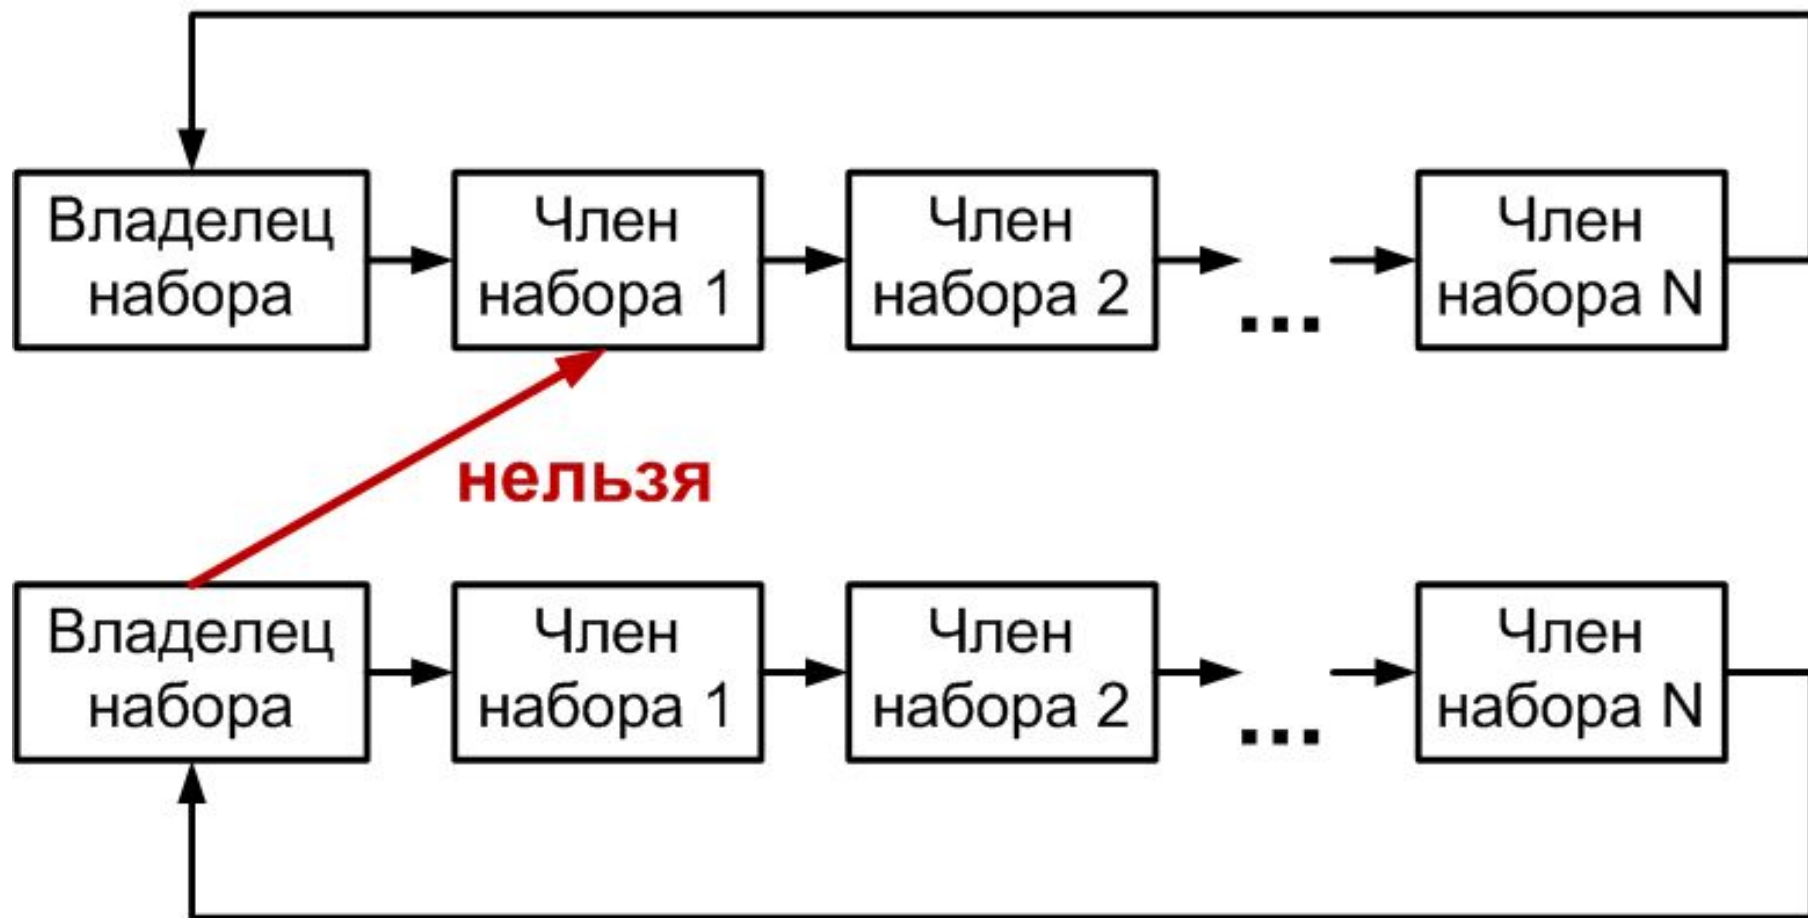 Владелец
набора
Член
набора 1
Член
набора 2
...
Член
набора N
нельзя
Владелец
набора
Член
набора 1
Член
набора 2
...
Член
набора N